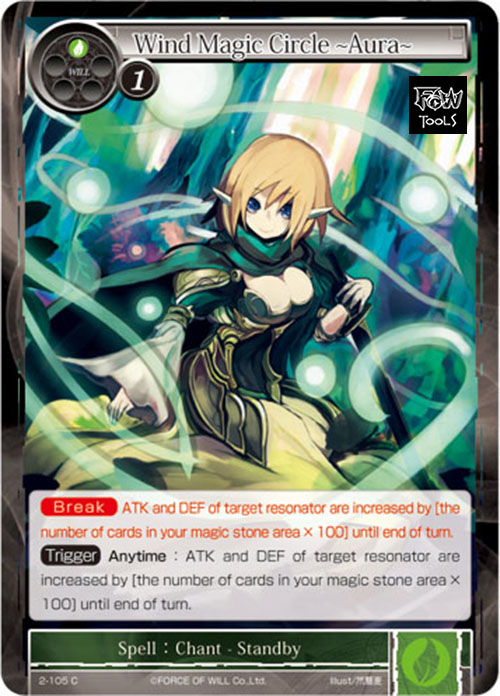 Wind Magic Circle ~Aura~
WILL
1
FOW
TOOLS
Break ATK and DEF of target resonator are increased by [the
number of cards in your magic stone area × 100] until end of turn.
Trigger Anytime : ATK and DEF of target resonator are
increased by [the number of cards in your magic stone area ×
100] until end of turn.
Spell : Chant - Standby
2-105 C
©FORCE OF WILL Co.,Ltd.
Illust/